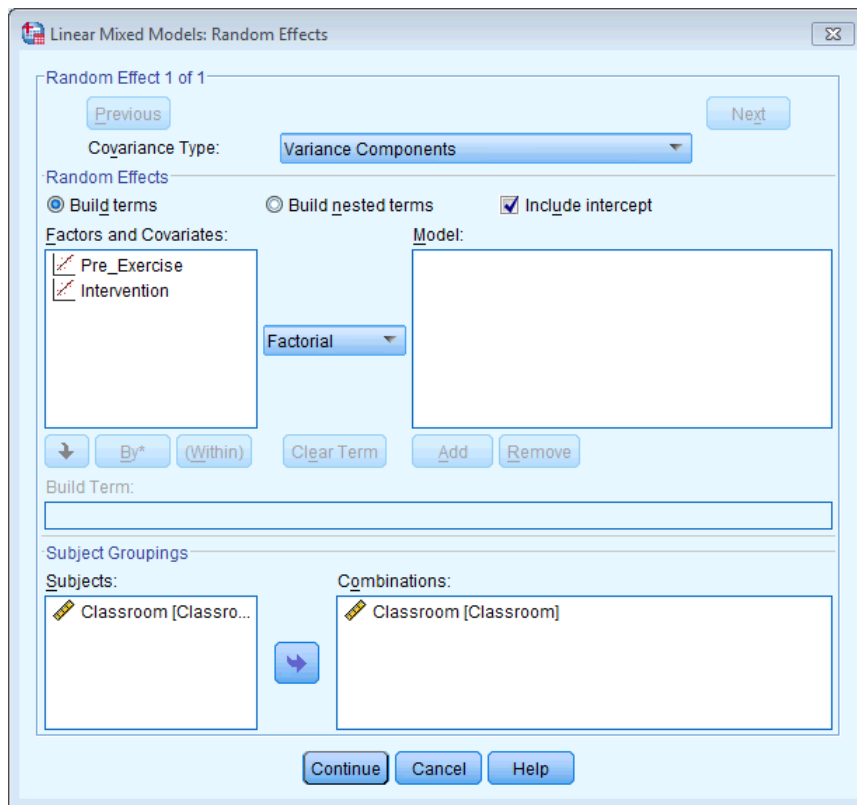 Linear Mixed Models: Random Effects
Random Effect 1 of 1
Previous
Next
Covariance Type:
Variance Components
Random Effects
Build terms
Build nested terms
Include intercept
Factors and Covariates:
Model:
Pre_Exercise
Intervention
Factorial
By*
(Within)
Clear Term
Add
Remove
Build Term:
Subject Groupings
Subjects:
Combinations:
Classroom [Classro...
Classroom [Classroom]
Continue
Cancel
Help